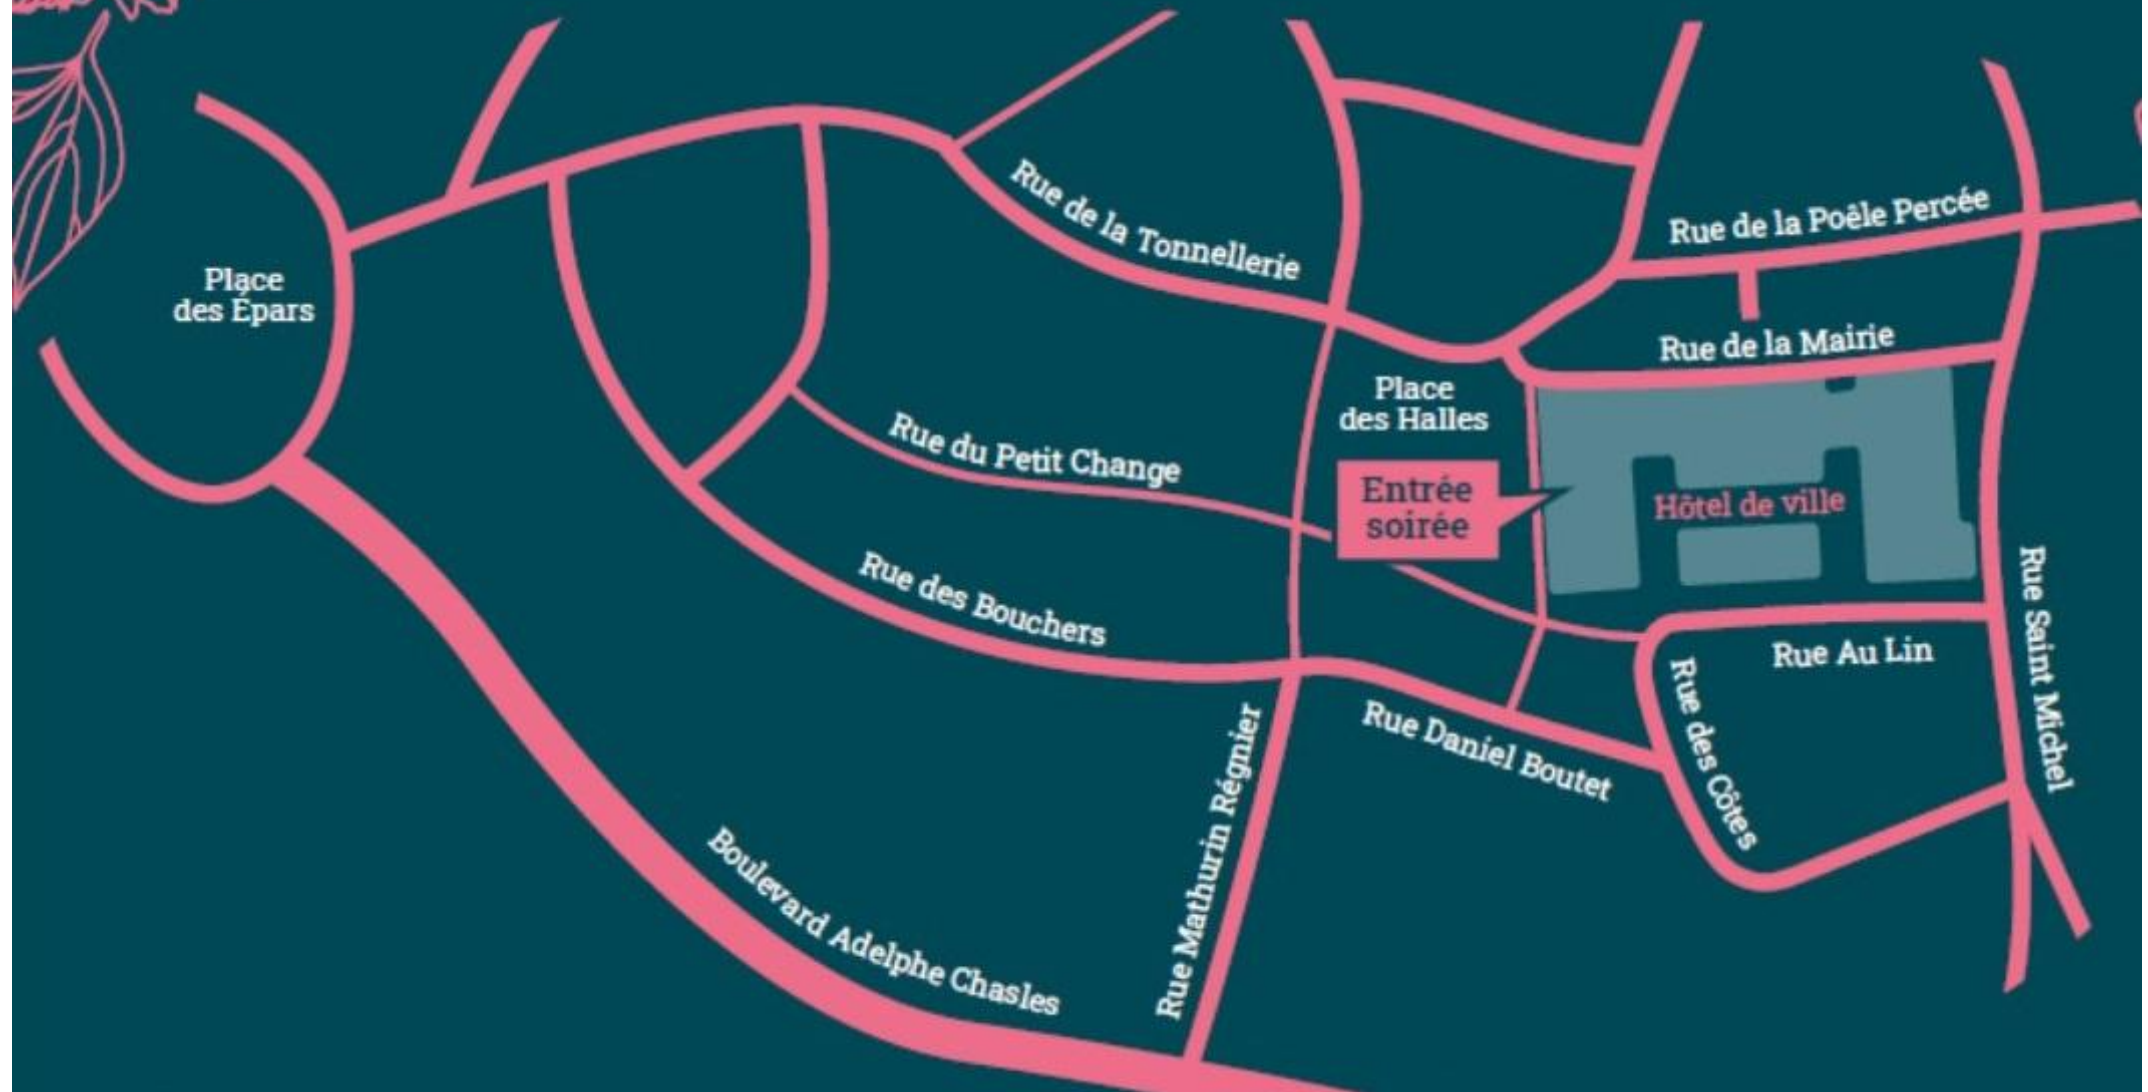 Rue de la Tonnellerie
Rue de la Poêle Percée
Place
des Épars
Rue de la Mairie
Place
des Halles
Rue du Petit Change
Entrée
soirée
Hôtel de ville
Rue des Bouchers
Rue Saint Michel
Rue Au Lin
Rue des Côtes
Rue Daniel Boutet
Rue Mathurin Régnier
Boulevard Adelphe Chasles